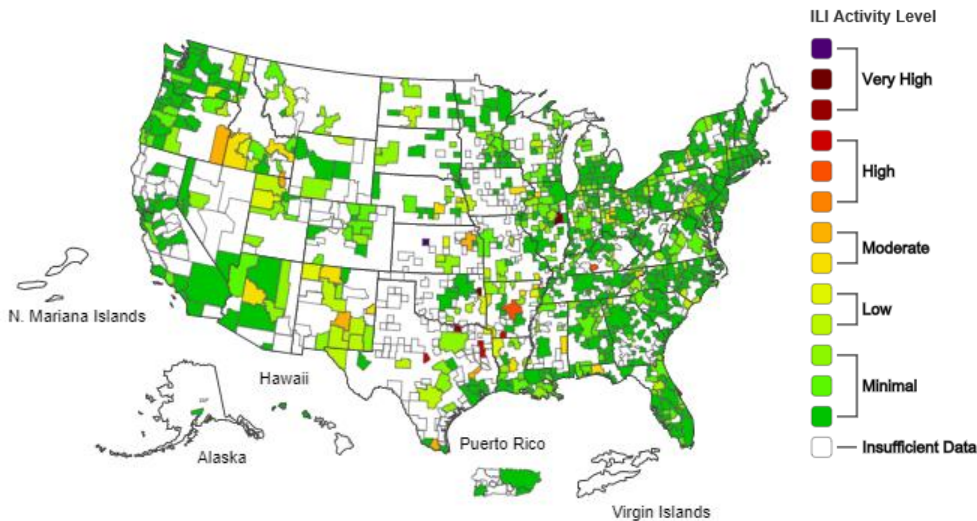 ILI Activity Level
Very High
High
Moderate
Low
Minimal
Insufficient Data
N. Mariana Islands
Hawaii
Alaska
Puerto Rico
Virgin Islands